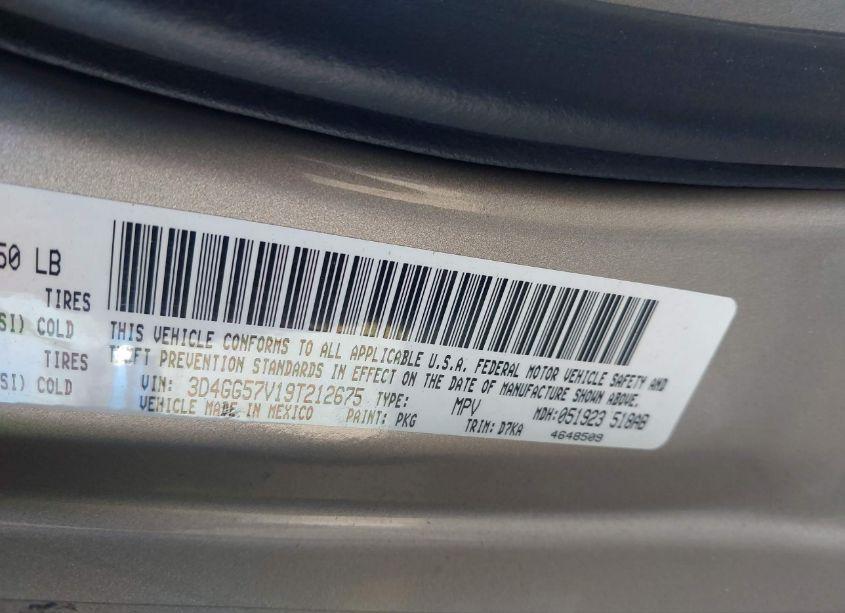 50 LB
TIRES
SI) COLD
TIRES
SI) COLD
THIS VEHICLE CONFORMS TO ALL APPLICABLE U.S.A. FEDERAL MOTOR VEHICLE SAFETY AND
THEFT PREVENTION STANDARDS IN EFFECT ON THE DATE OF MANUFACTURE SHOWN ABOVE.
VIN: 3D4GG57V19T212675 TYPE: MPV MDH:051923 518AB
VEHICLE MADE IN MEXICO PAINT: PKG TRIM: D7KA 4648509